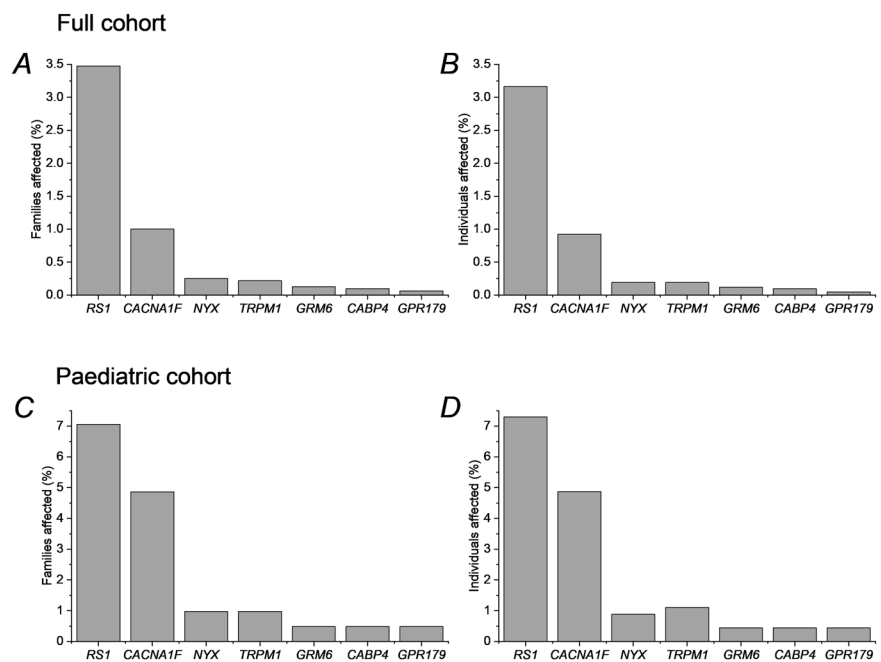 Full cohort
A
Families affected (%)
3.5
3.0
2.5
2.0
1.5
1.0
0.5
0.0
RS1 CACNA1F NYX TRPM1 GRM6 CABP4 GPR179
B
Individuals affected (%)
3.5
3.0
2.5
2.0
1.5
1.0
0.5
0.0
RS1 CACNA1F NYX TRPM1 GRM6 CABP4 GPR179
Paediatric cohort
C
Families affected (%)
7
6
5
4
3
2
1
0
RS1 CACNA1F NYX TRPM1 GRM6 CABP4 GPR179
D
Individuals affected (%)
7
6
5
4
3
2
1
0
RS1 CACNA1F NYX TRPM1 GRM6 CABP4 GPR179